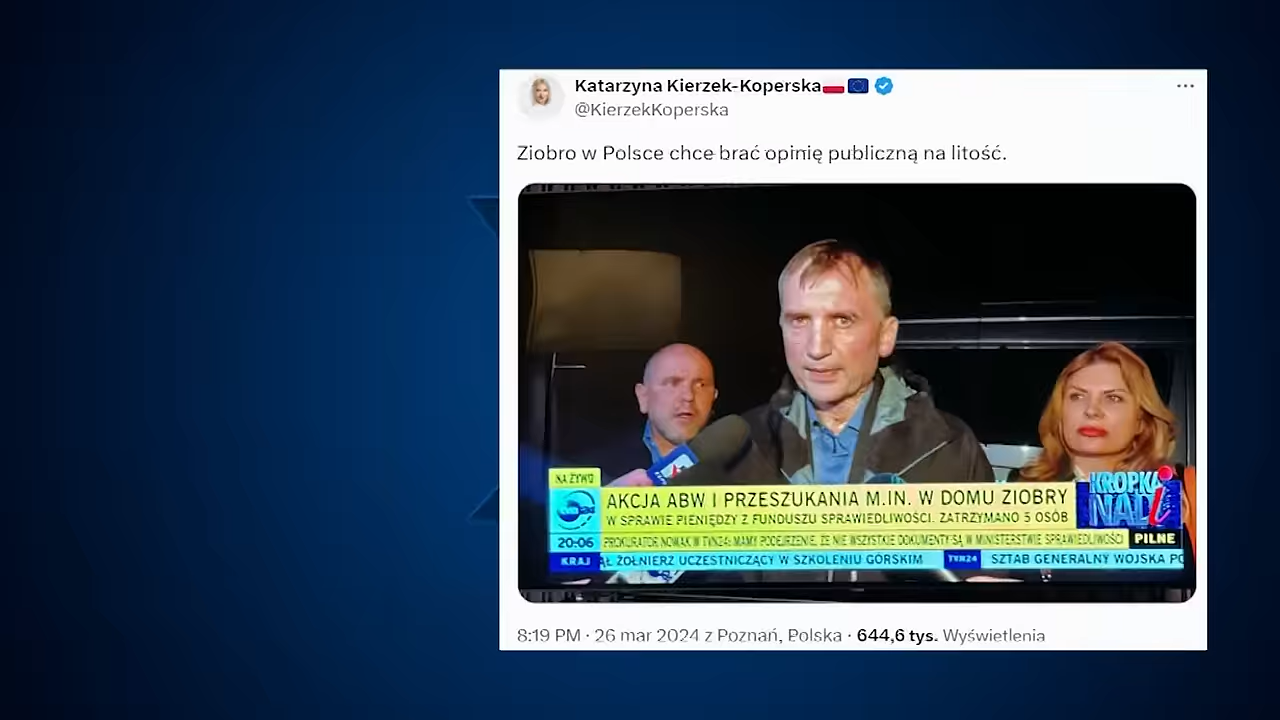 Katarzyna Kierzek-Koperska
@KierzekKoperska
Ziobro w Polsce chce brać opinię publiczną na litość.
NA ŻYWO
AKCJA ABW I PRZESZUKANIA M.IN. W DOMU ZIOBRY
W SPRAWIE PIENIĘDZY Z FUNDUSZU SPRAWIEDLIWOŚCI. ZATRZYMANO 5 OSÓB
KROPKA NAD i
20:06 PROKURATOR NOWAK W TVN24: MAMY PODEJRZENIE, ŻE NIE WSZYSTKIE DOKUMENTY SĄ W MINISTERSTWIE SPRAWIEDLIWOŚCI PILNE
KRAJ ŻOŁNIERZ UCZESTNICZĄCY W SZKOLENIU GÓRSKIM TVN24 SZTAB GENERALNY WOJSKA PO
8:19 PM · 26 mar 2024 z Poznań, Polska · 644,6 tys. Wyświetlenia